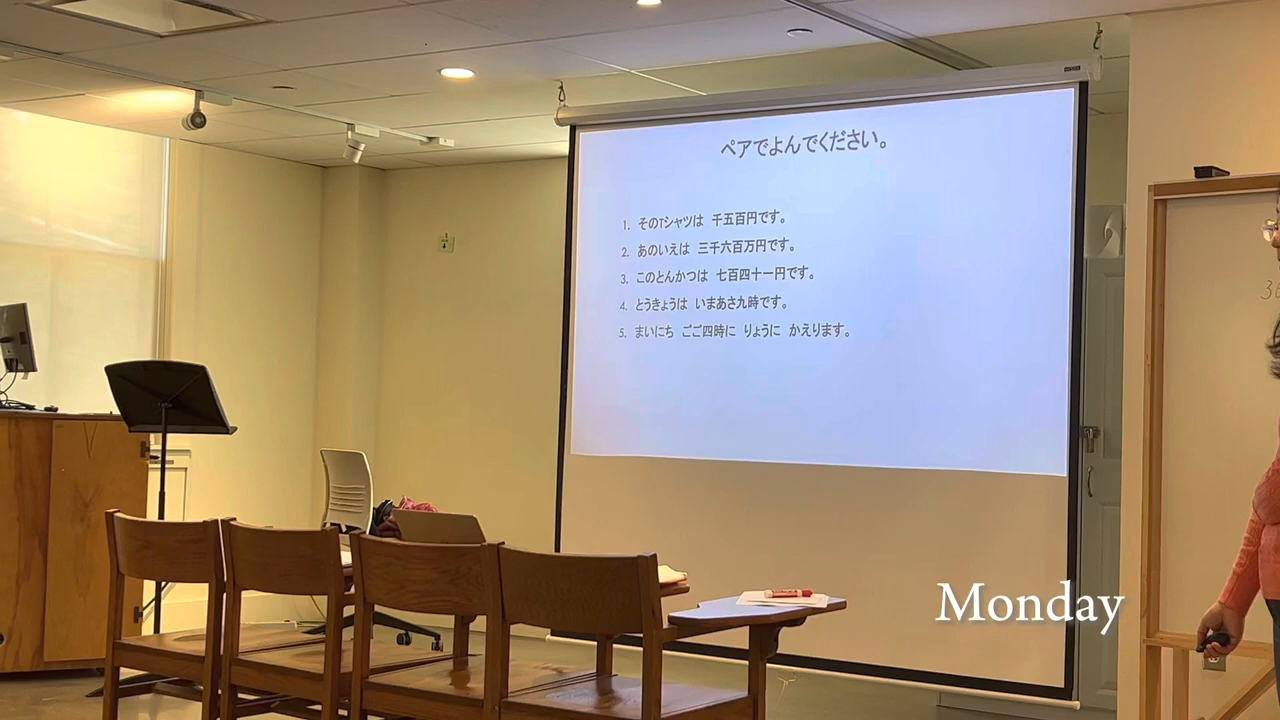 ペアでよんでください。
1. そのTシャツは 千五百円です。
2. あのいえは 三千六百万円です。
3. このとんかつは 七百四十一円です。
4. とうきょうは いまあさ九時です。
5. まいにち ごご四時に りょうに かえります。
Monday